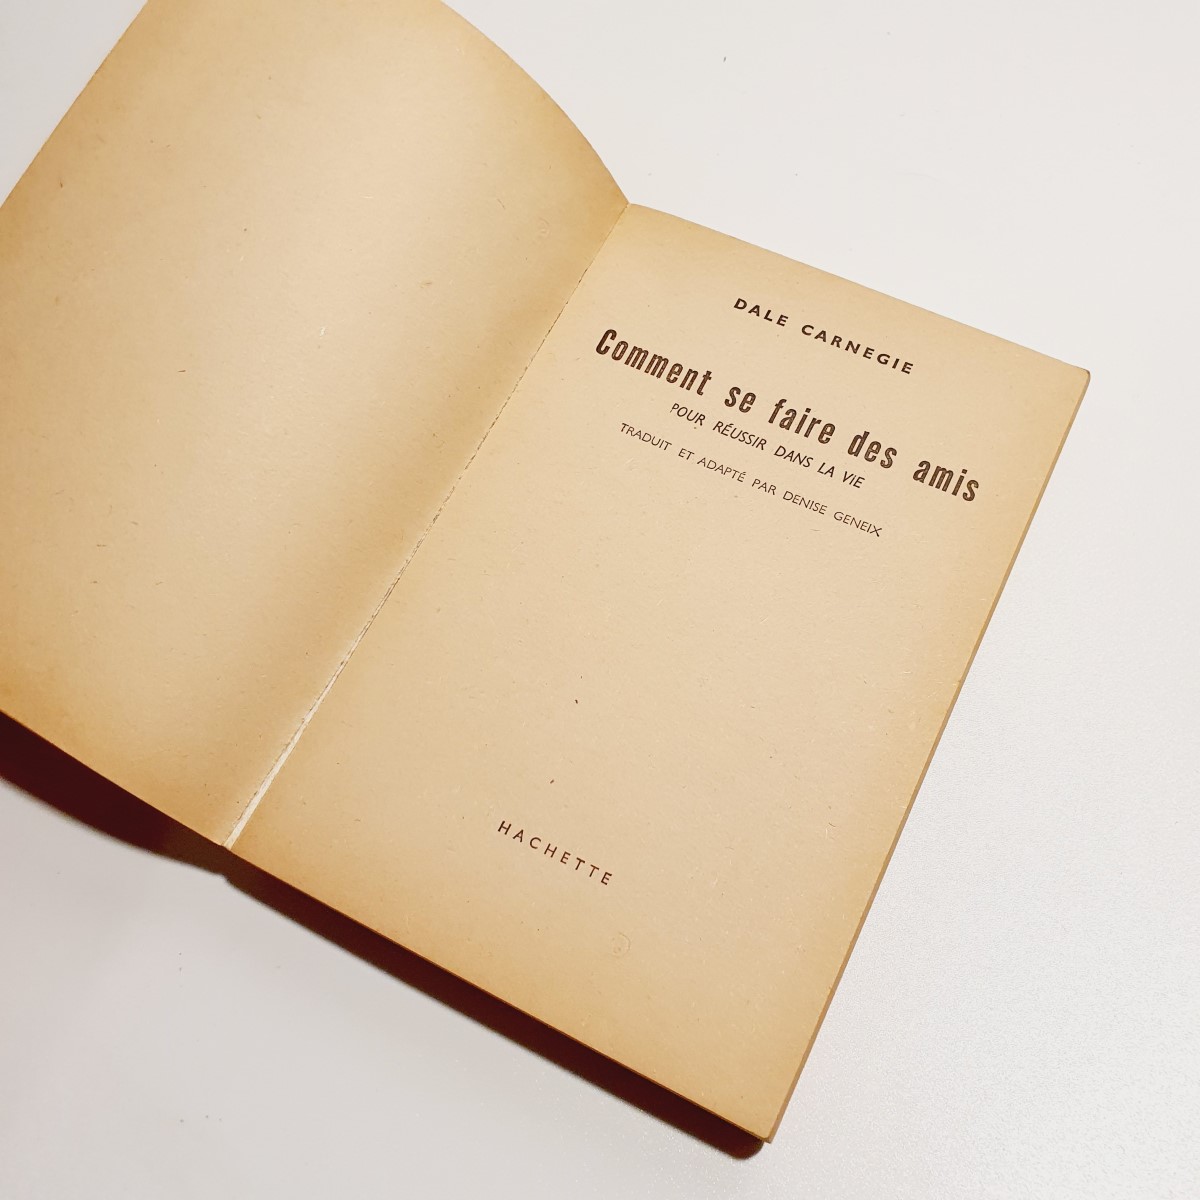 DALE CARNEGIE
Comment se faire des amis
POUR RÉUSSIR DANS LA VIE
TRADUIT ET ADAPTÉ PAR DENISE GENEIX
HACHETTE